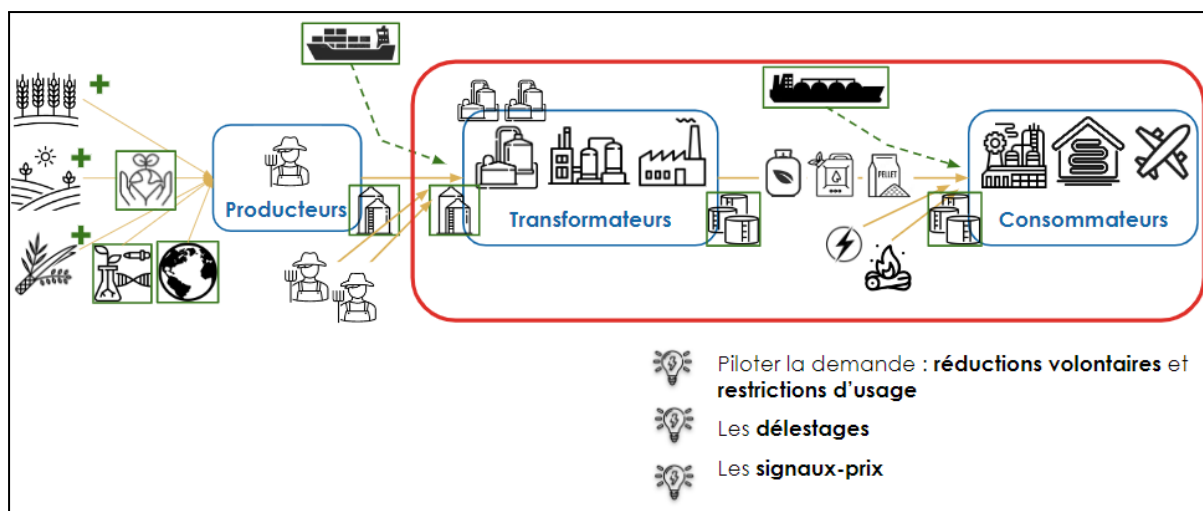 Producteurs
Transformateurs
PELLET
Consommateurs
Piloter la demande : réductions volontaires et
restrictions d'usage
Les délestages
Les signaux-prix